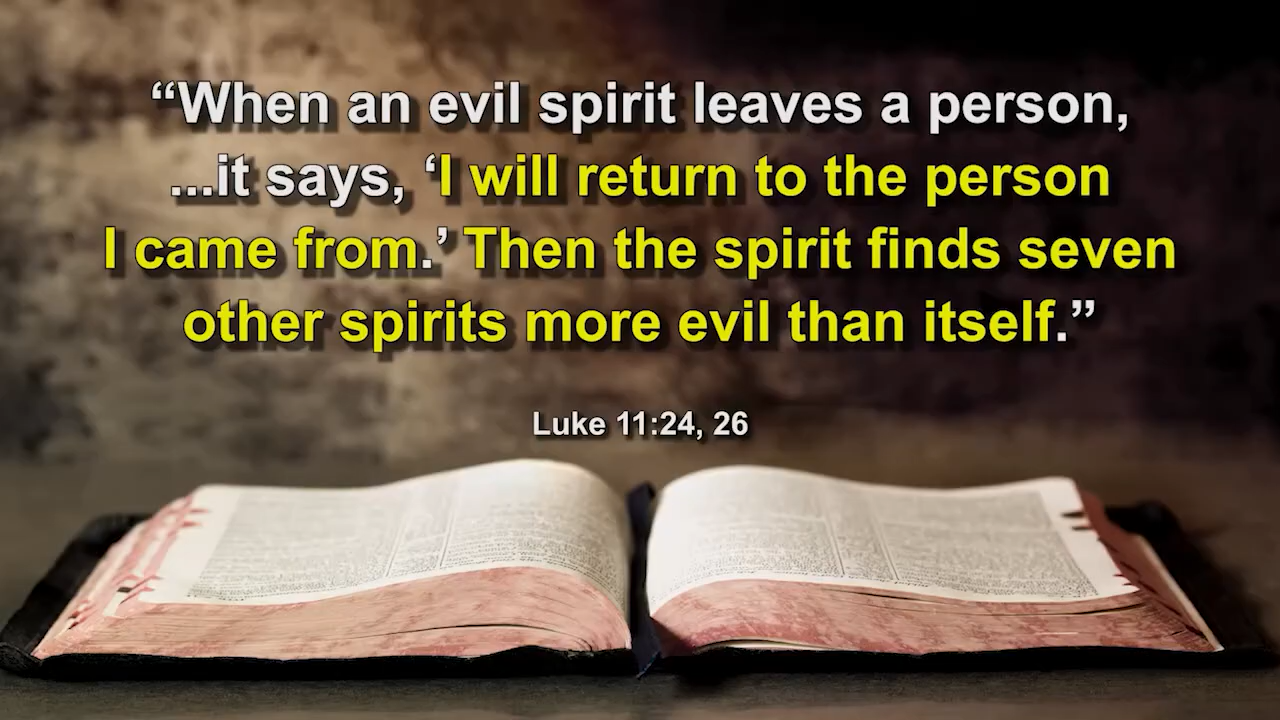 “When an evil spirit leaves a person,
...it says, ‘I will return to the person
I came from.’ Then the spirit finds seven
other spirits more evil than itself.”
Luke 11:24, 26